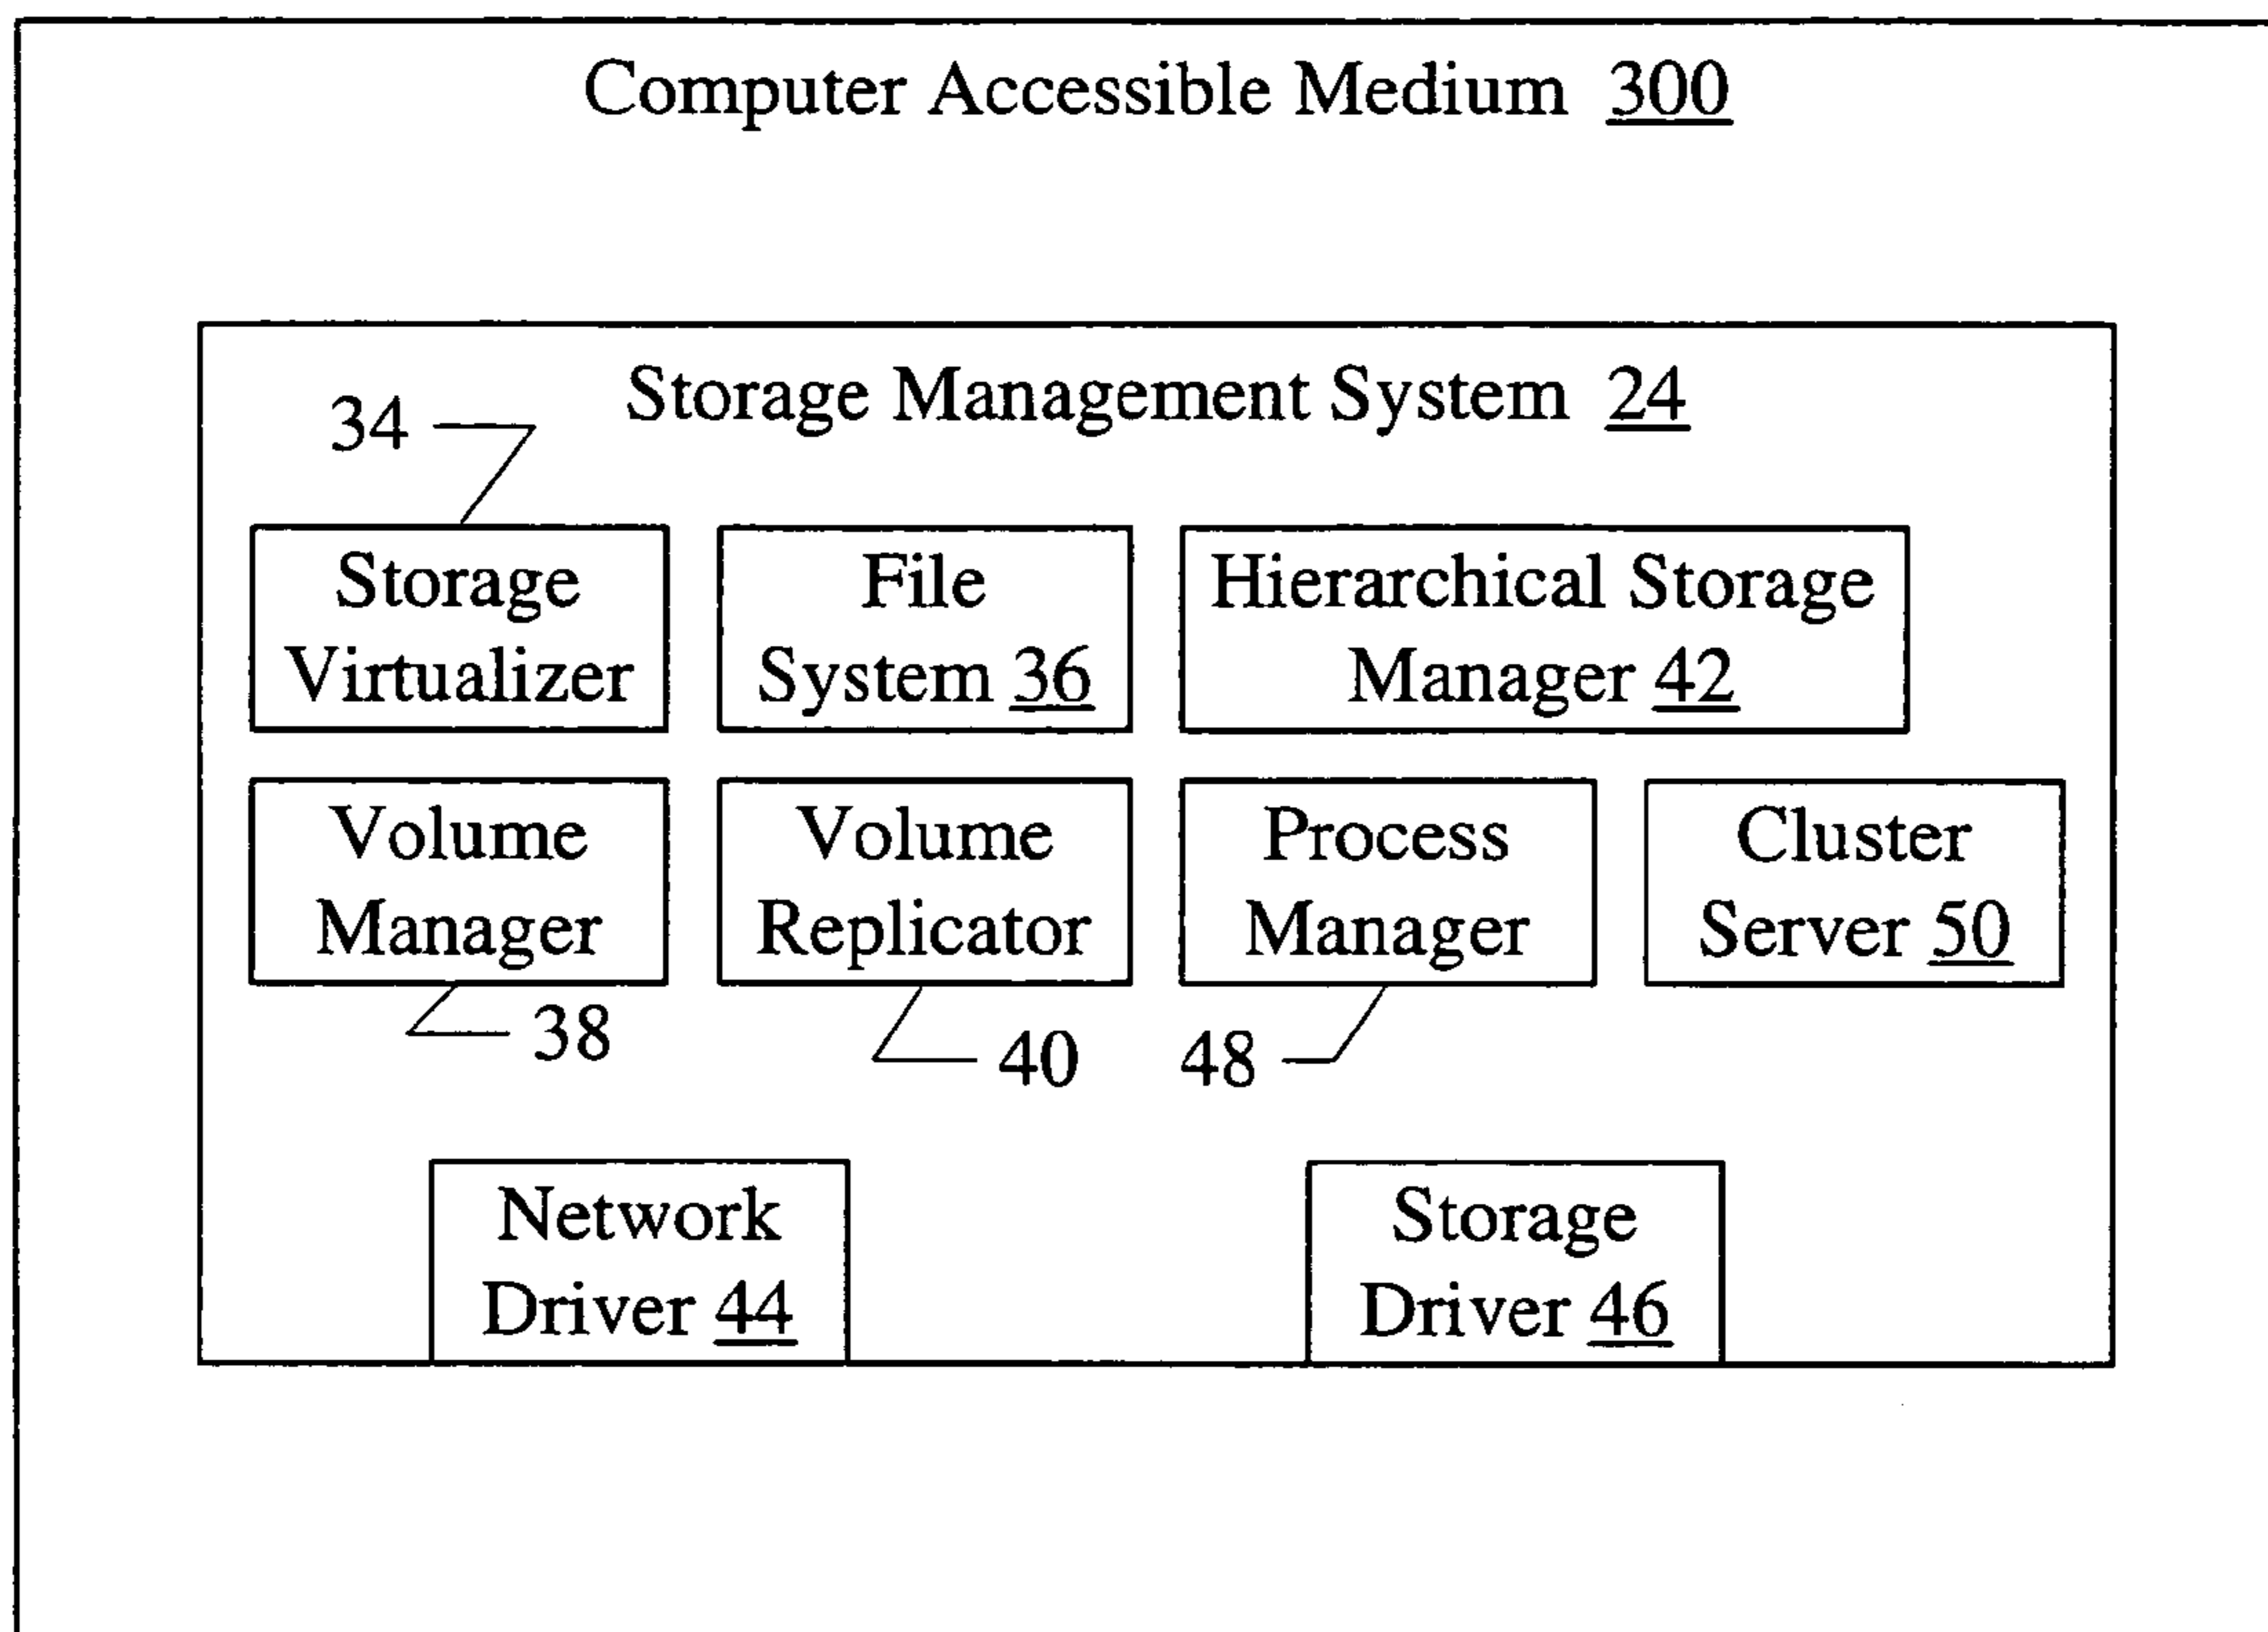 Computer Accessible Medium 300
Storage Management System 24
34
Storage
Virtualizer
File
System 36
Hierarchical Storage
Manager 42
Volume
Manager
Volume
Replicator
Process
Manager
Cluster
Server 50
38
40
48
Network
Driver 44
Storage
Driver 46